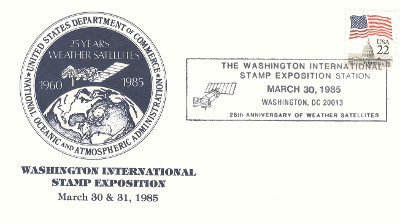 UNITED STATES DEPARTMENT OF COMMERCE
NATIONAL OCEANIC AND ATMOSPHERIC ADMINISTRATION
25 YEARS
WEATHER SATELLITES
1960 1985
WASHINGTON INTERNATIONAL
STAMP EXPOSITION
March 30 & 31, 1985
USA
22
THE WASHINGTON INTERNATIONAL
STAMP EXPOSITION STATION
MARCH 30, 1985
WASHINGTON, DC 20013
25th ANNIVERSARY OF WEATHER SATELLITES